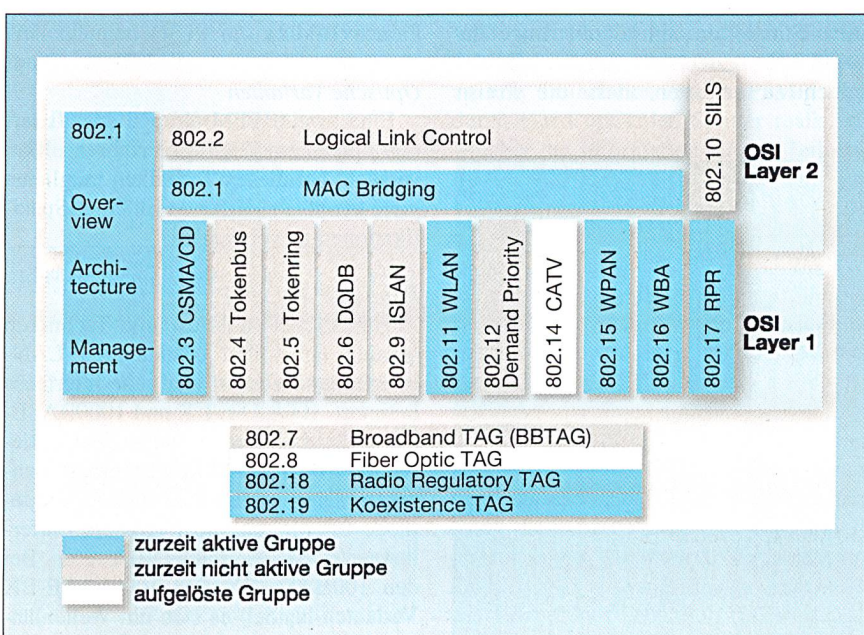 802.1
Over-
view
Archi-
tecture
Manage-
ment
802.2 Logical Link Control
802.1 MAC Bridging
802.10 SILS
OSI
Layer 2
802.3 CSMA/CD
802.4 Tokenbus
802.5 Tokenring
802.6 DQDB
802.9 ISLAN
802.11 WLAN
802.12
Demand Priority
802.14 CATV
802.15 WPAN
802.16 WBA
802.17 RPR
OSI
Layer 1
802.7 Broadband TAG (BBTAG)
802.8 Fiber Optic TAG
802.18 Radio Regulatory TAG
802.19 Koexistence TAG
zurzeit aktive Gruppe
zurzeit nicht aktive Gruppe
aufgelöste Gruppe